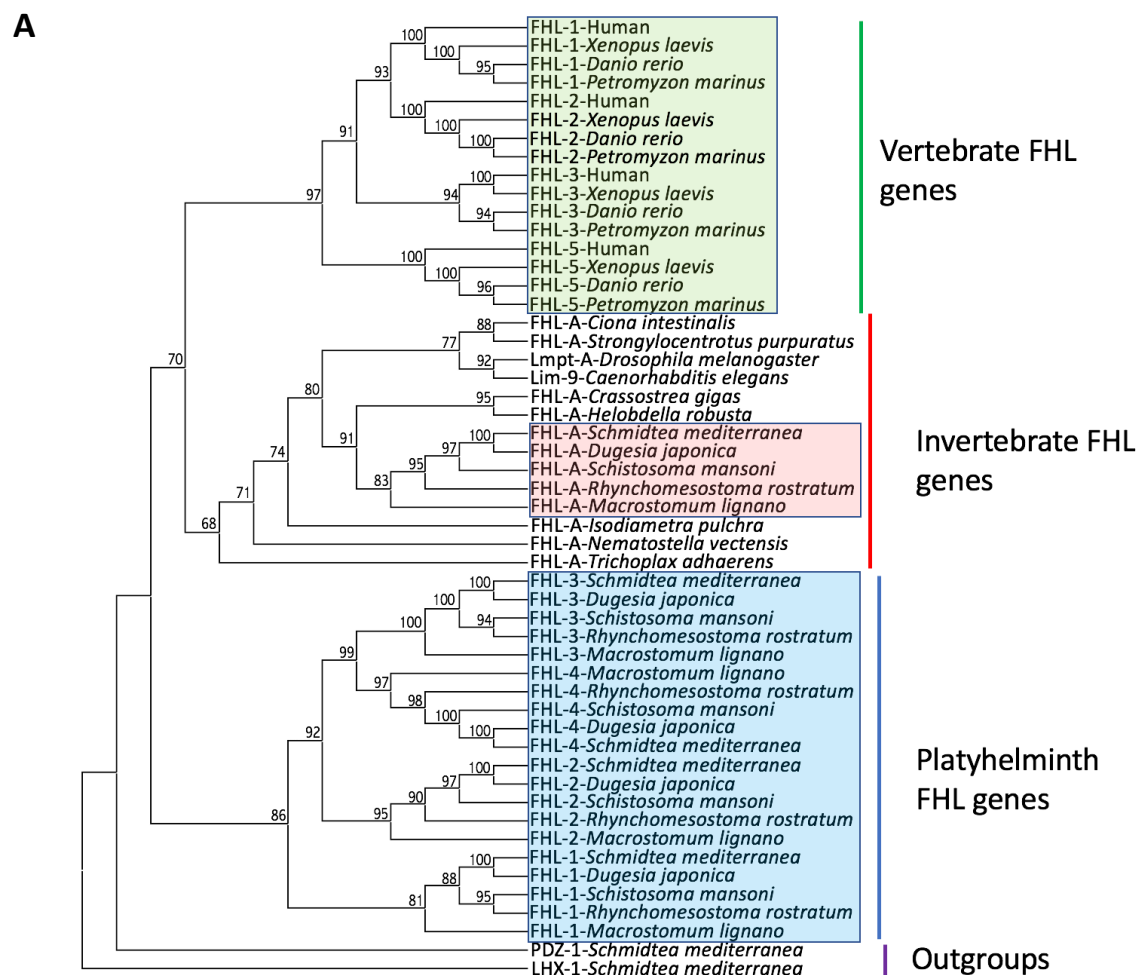 A
FHL-1-Human
100
FHL-1-Xenopus laevis
100
FHL-1-Danio rerio
95
93
FHL-1-Petromyzon marinus
FHL-2-Human
100
FHL-2-Xenopus laevis
100
91
FHL-2-Danio rerio
100
Vertebrate FHL
genes
FHL-2-Petromyzon marinus
FHL-3-Human
100
FHL-3-Xenopus laevis
97
94
FHL-3-Danio rerio
94
FHL-3-Petromyzon marinus
FHL-5-Human
100
FHL-5-Xenopus laevis
100
FHL-5-Danio rerio
96
FHL-5-Petromyzon marinus
FHL-A-Ciona intestinalis
88
FHL-A-Strongylocentrotus purpuratus
77
70
Lmpt-A-Drosophila melanogaster
92
Lim-9-Caenorhabditis elegans
80
FHL-A-Crassostrea gigas
95
FHL-A-Helobdella robusta
91
FHL-A-Schmidtea mediterranea
100
Invertebrate FHL
genes
74
97
FHL-A-Dugesia japonica
95
FHL-A-Schistosoma mansoni
83
71
FHL-A-Rhynchomesostoma rostratum
FHL-A-Macrostomum lignano
68
FHL-A-Isodiametra pulchra
FHL-A-Nematostella vectensis
FHL-A-Trichoplax adhaerens
FHL-3-Schmidtea mediterranea
100
100
FHL-3-Dugesia japonica
FHL-3-Schistosoma mansoni
100
94
FHL-3-Rhynchomesostoma rostratum
99
FHL-3-Macrostomum lignano
FHL-4-Macrostomum lignano
97
FHL-4-Rhynchomesostoma rostratum
98
FHL-4-Schistosoma mansoni
100
92
FHL-4-Dugesia japonica
100
FHL-4-Schmidtea mediterranea
FHL-2-Schmidtea mediterranea
100
Platyhelminth
FHL genes
97
FHL-2-Dugesia japonica
90
FHL-2-Schistosoma mansoni
86
95
FHL-2-Rhynchomesostoma rostratum
FHL-2-Macrostomum lignano
FHL-1-Schmidtea mediterranea
100
88
FHL-1-Dugesia japonica
FHL-1-Schistosoma mansoni
81
95
FHL-1-Rhynchomesostoma rostratum
FHL-1-Macrostomum lignano
PDZ-1-Schmidtea mediterranea
Outgroups
LHX-1-Schmidtea mediterranea